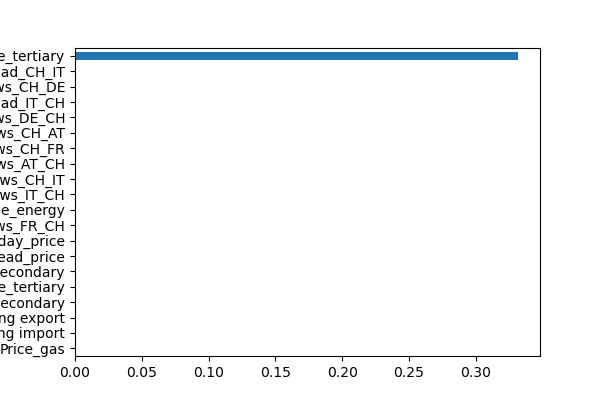 e_tertiary
ad_CH_IT
ws_CH_DE
ad_IT_CH
ws_DE_CH
ws_CH_AT
ws_CH_FR
ws_AT_CH
ws_CH_IT
ws_IT_CH
e_energy
ws_FR_CH
day_price
ead_price
econdary
e_tertiary
econdary
ng export
ng import
Price_gas
0.00 0.05 0.10 0.15 0.20 0.25 0.30